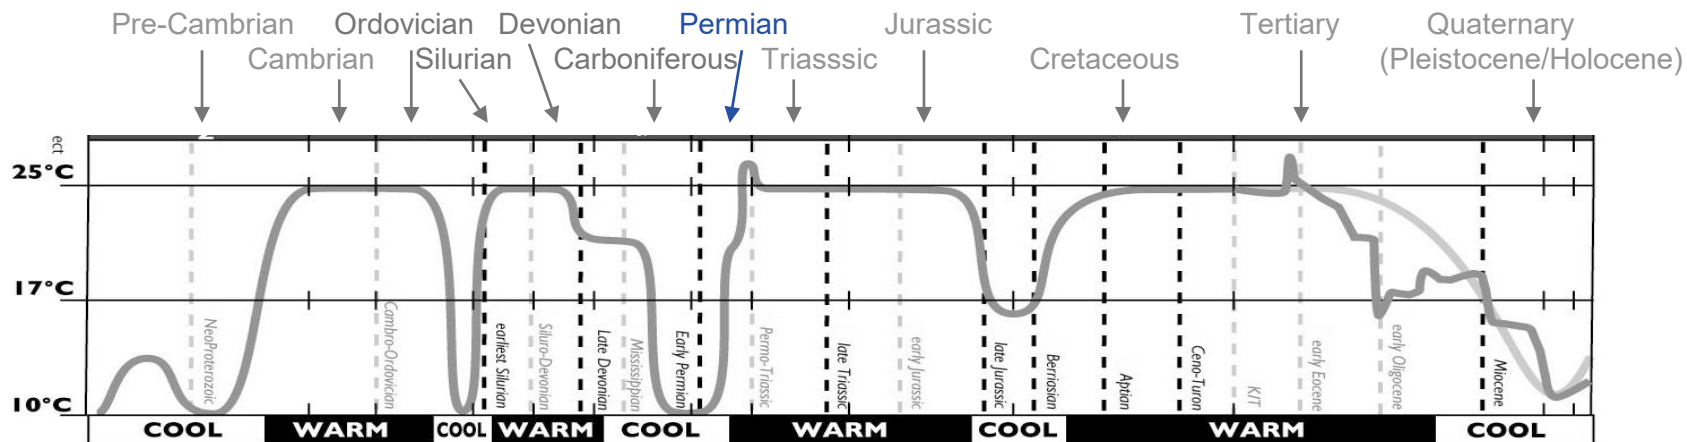 Pre-Cambrian
Ordovician
Devonian
Permian
Jurassic
Tertiary
Quaternary
Cambrian
Silurian
Carboniferous
Triasssic
Cretaceous
(Pleistocene/Holocene)
ect
25°C
17°C
10°C
NeoProterozoic
Cambro-Ordovician
earliest Silurian
Siluro-Devonian
Late Devonian
Mississippian
Early Permian
Permo-Triassic
late Triassic
early Jurassic
late Jurassic
Berriasian
Aptian
Ceno-Turon
K/T
early Eocene
early Oligocene
Miocene
COOL
WARM
COOL
WARM
COOL
WARM
COOL
WARM
COOL